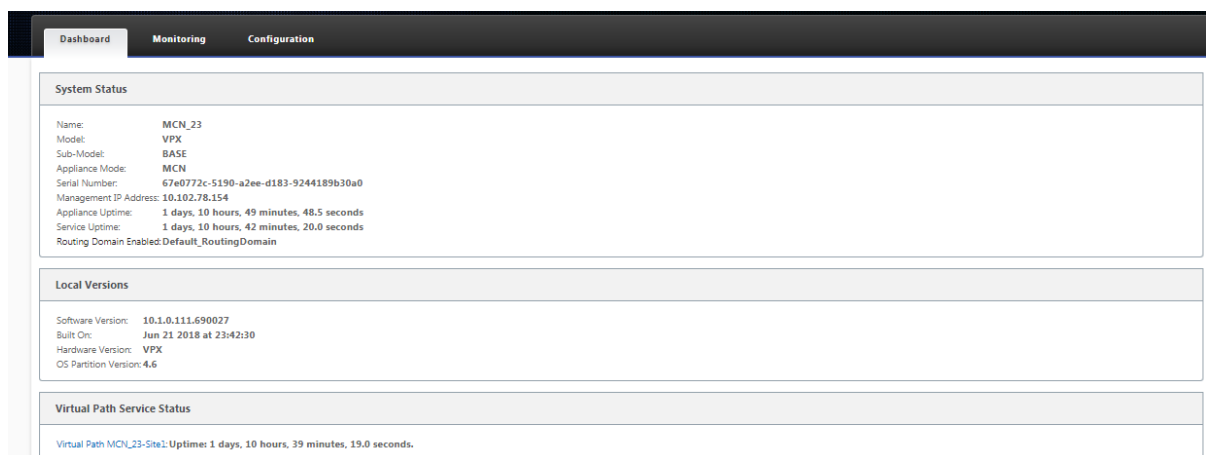 Dashboard Monitoring Configuration
System Status
Name: MCN_23
Model: VPX
Sub-Model: BASE
Appliance Mode: MCN
Serial Number: 67e0772c-5190-a2ee-d183-9244189b30a0
Management IP Address: 10.102.78.154
Appliance Uptime: 1 days, 10 hours, 49 minutes, 48.5 seconds
Service Uptime: 1 days, 10 hours, 42 minutes, 20.0 seconds
Routing Domain Enabled: Default_RoutingDomain
Local Versions
Software Version: 10.1.0.111.690027
Built On: Jun 21 2018 at 23:42:30
Hardware Version: VPX
OS Partition Version: 4.6
Virtual Path Service Status
Virtual Path MCN_23-Site1: Uptime: 1 days, 10 hours, 39 minutes, 19.0 seconds.